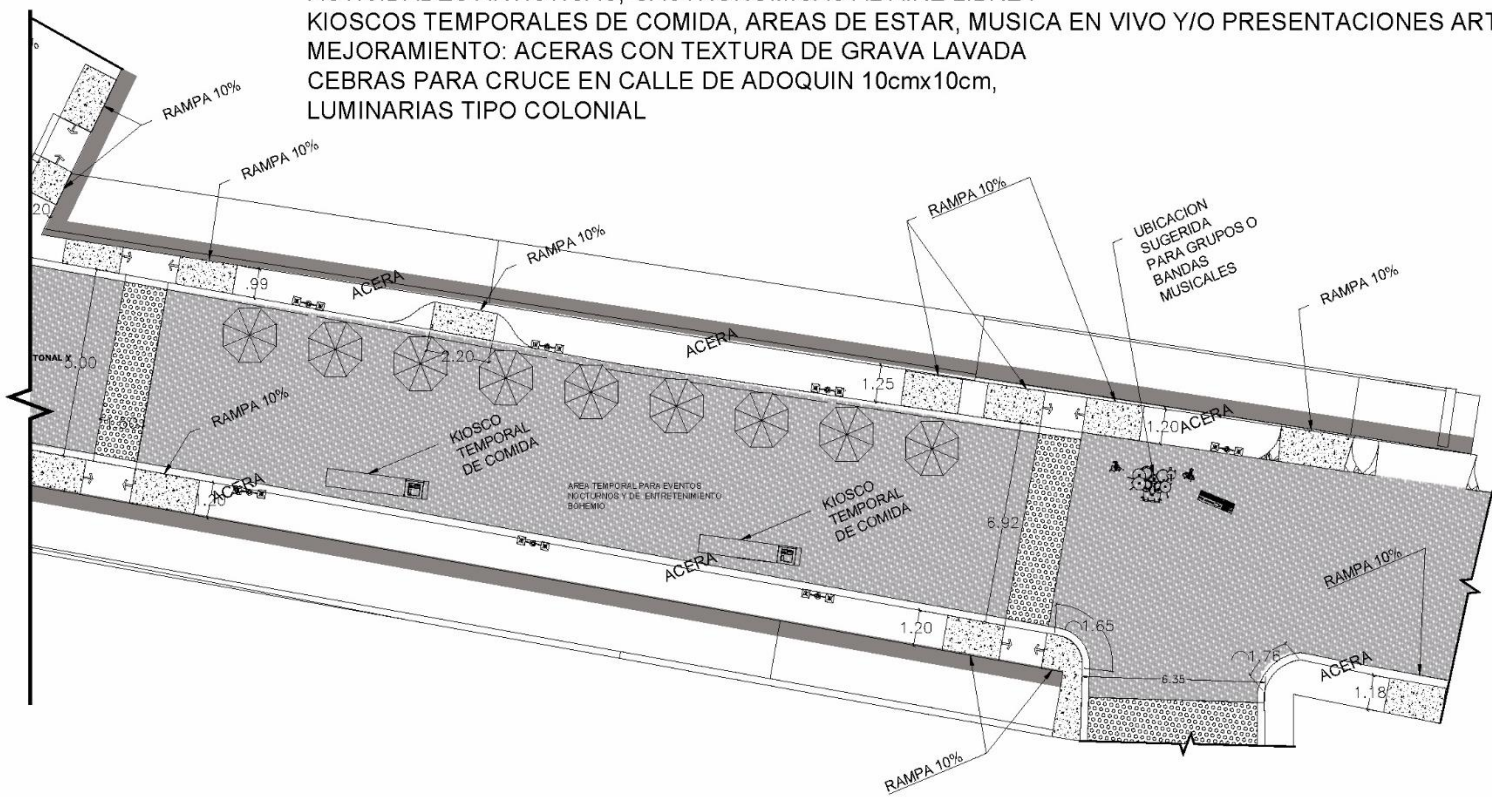 KIOSCOS TEMPORALES DE COMIDA, AREAS DE ESTAR, MUSICA EN VIVO Y/O PRESENTACIONES ART
MEJORAMIENTO: ACERAS CON TEXTURA DE GRAVA LAVADA
CEBRAS PARA CRUCE EN CALLE DE ADOQUIN 10cmx10cm,
LUMINARIAS TIPO COLONIAL
RAMPA 10%
RAMPA 10%
RAMPA 10%
RAMPA 10%
UBICACION
SUGERIDA
PARA GRUPOS O
BANDAS
MUSICALES
RAMPA 10%
20
.99
ACERA
ACERA
TONAL
2.20
1.25
1.20
ACERA
RAMPA 10%
KIOSCO
TEMPORAL
DE COMIDA
AREA TEMPORAL PARA EVENTOS
NOCTURNOS Y DE ENTRETENIMIENTO
BOHEMIO
KIOSCO
TEMPORAL
DE COMIDA
6.92
ACERA
1.20
ACERA
RAMPA 10%
1.20
1.65
1.76
6.35
ACERA
1.18
RAMPA 10%